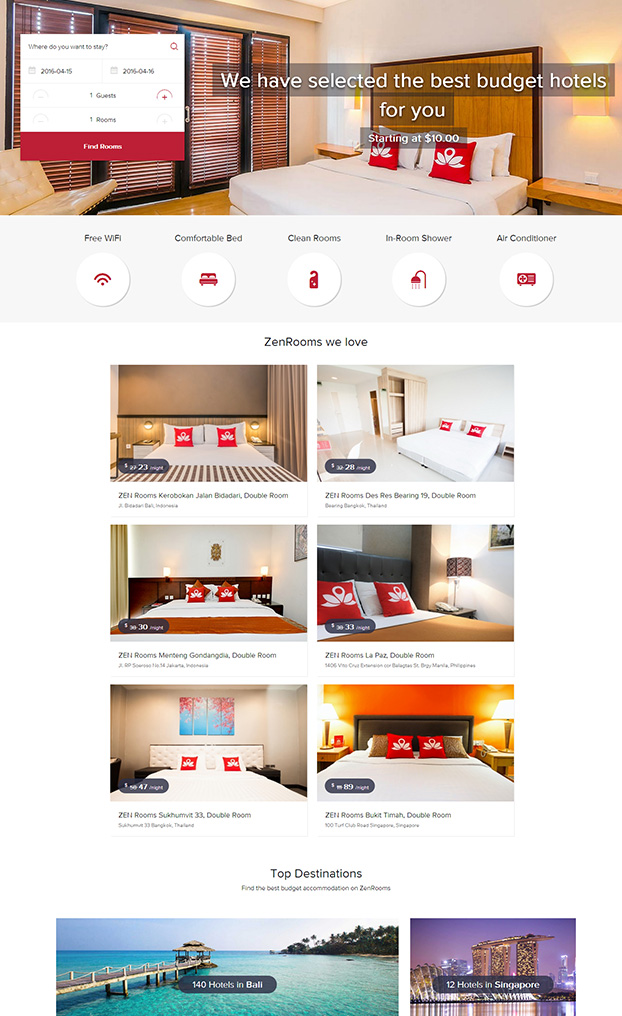 Where do you want to stay?
2016-04-15
2016-04-16
1 Guests
1 Rooms
Find Rooms
We have selected the best budget hotels
for you
Starting at $10.00
Free WiFi
Comfortable Bed
Clean Rooms
In-Room Shower
Air Conditioner
ZenRooms we love
$ 27 23 /night
ZEN Rooms Kerobokan Jalan Bidadari, Double Room
Jl. Bidadari Bali, Indonesia
$ 32 28 /night
ZEN Rooms Des Res Bearing 19, Double Room
Bearing Bangkok, Thailand
$ 30 /night
ZEN Rooms Menteng Gondangdia, Double Room
Jl. RP Soeroso No.14 Jakarta, Indonesia
$ 33 /night
ZEN Rooms La Paz, Double Room
1406 Vito Cruz Extension cor Balagtas St. Brgy Manila, Philippines
$ 47 /night
ZEN Rooms Sukhumvit 33, Double Room
Sukhumvit 33 Bangkok, Thailand
$ 89 /night
ZEN Rooms Bukit Timah, Double Room
100 Turf Club Road Singapore, Singapore
Top Destinations
Find the best budget accommodation on ZenRooms
140 Hotels in Bali
12 Hotels in Singapore